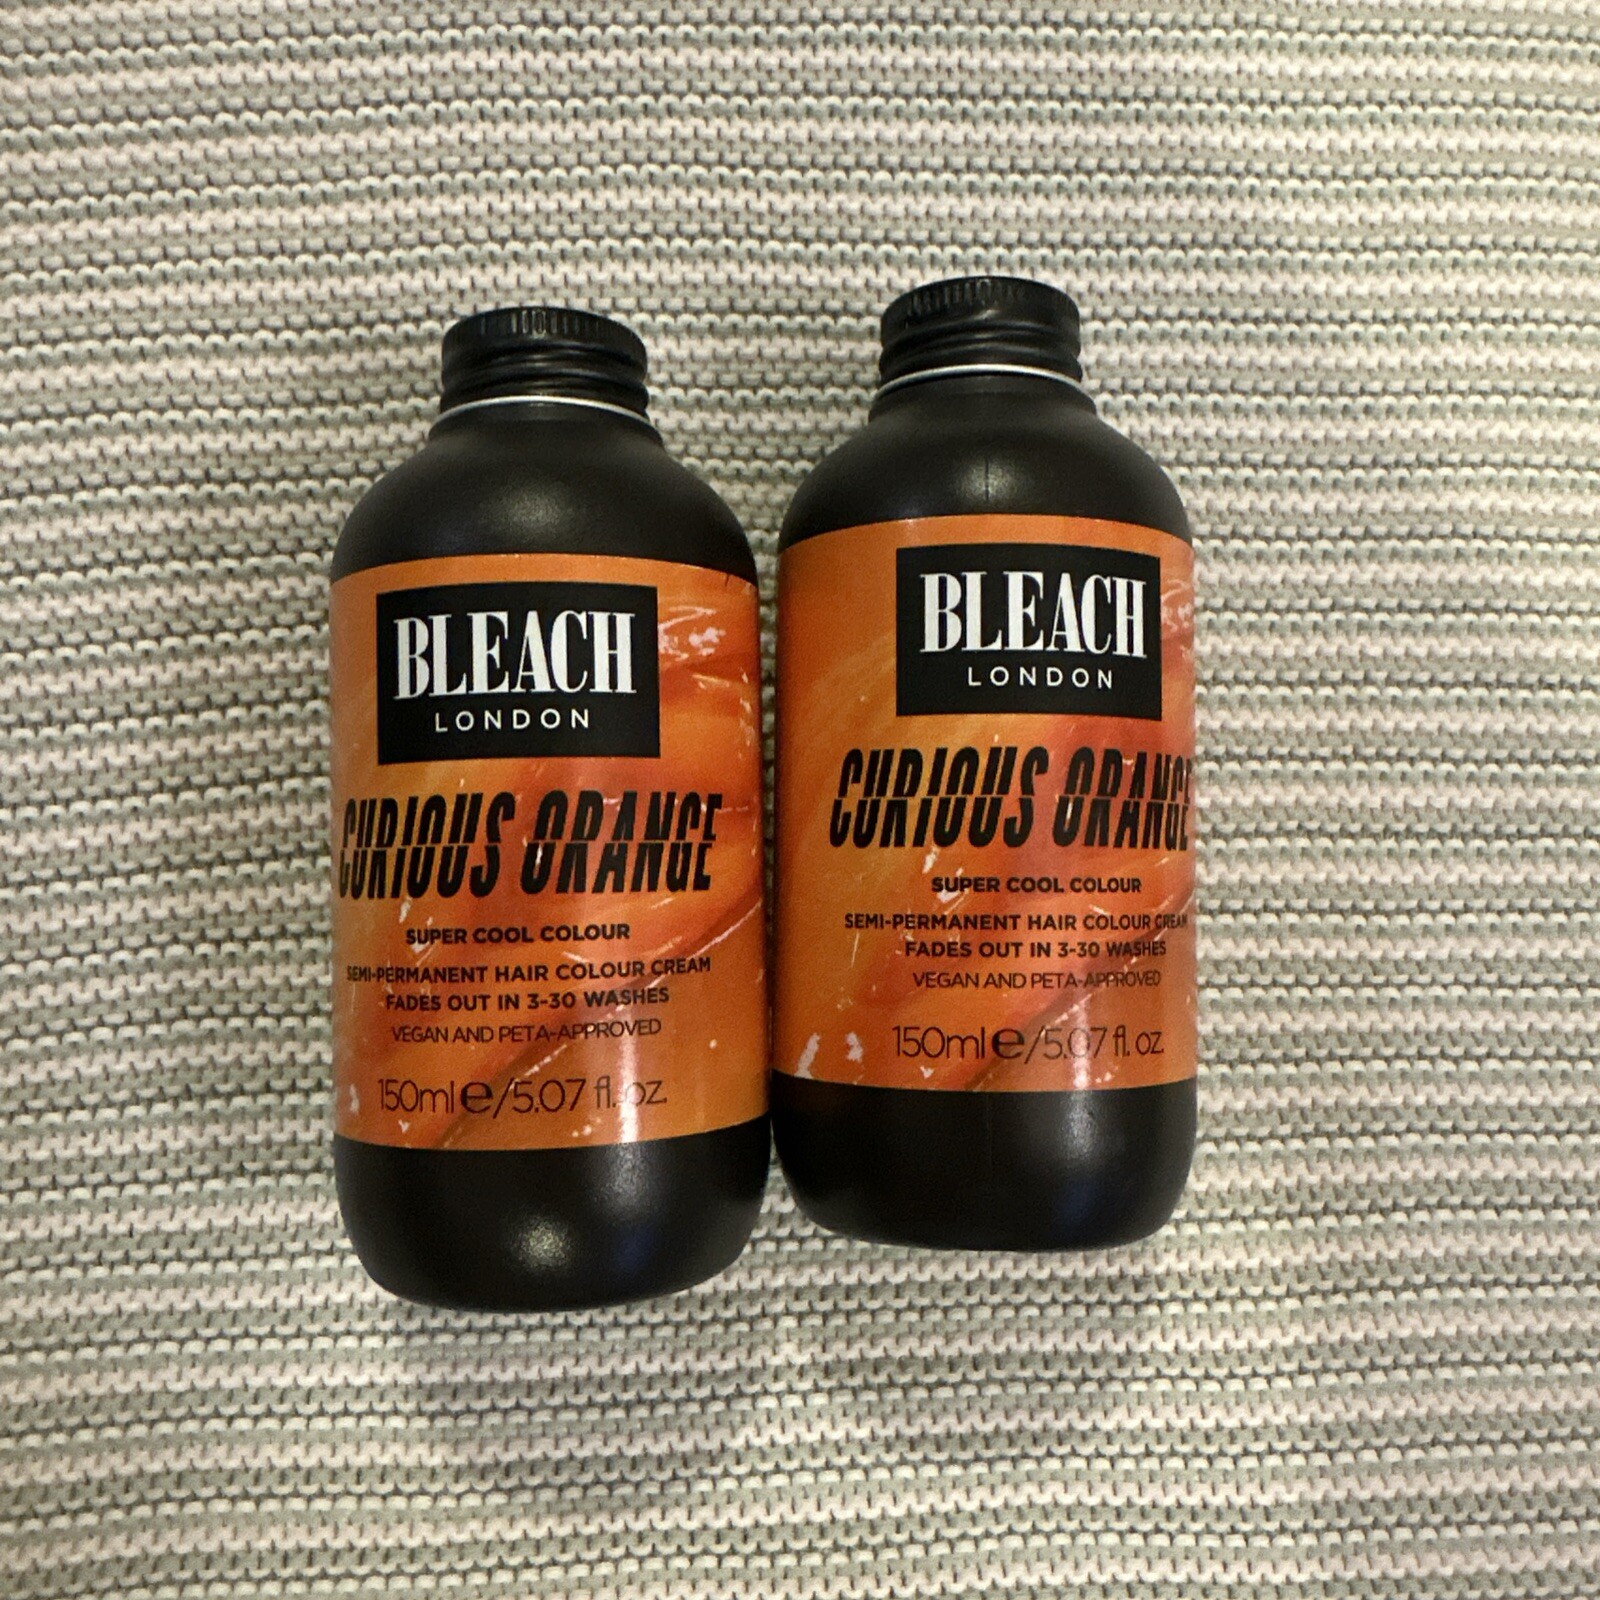 BLEACH
LONDON
CURIOUS ORANGE
SUPER COOL COLOUR
SEMI-PERMANENT HAIR COLOUR CREAM
FADES OUT IN 3-30 WASHES
VEGAN AND PETA-APPROVED
150ml e/5.07 fl. oz.
BLEACH
LONDON
CURIOUS ORANGE
SUPER COOL COLOUR
SEMI-PERMANENT HAIR COLOUR CREAM
FADES OUT IN 3-30 WASHES
VEGAN AND PETA-APPROVED
150ml e/5.07 fl. oz.